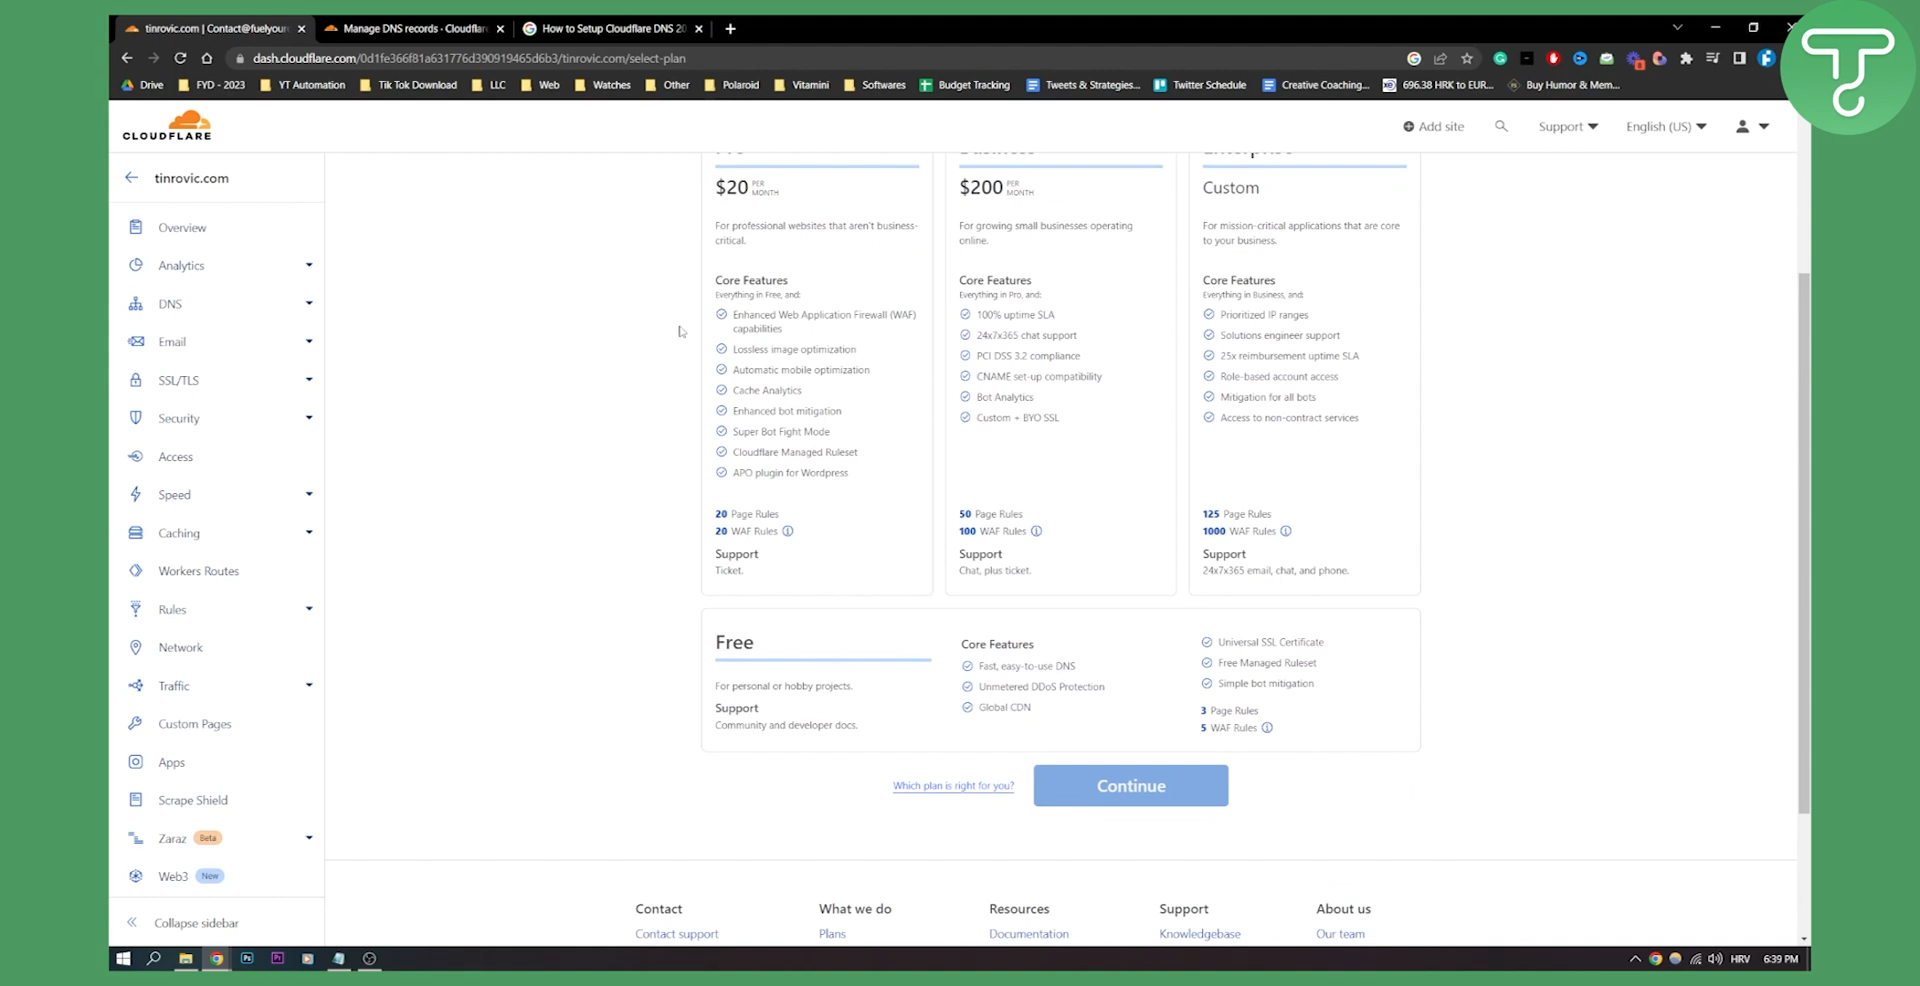 tinrovic.com | Contact@fuelyour
Manage DNS records · Cloudflare
How to Setup Cloudflare DNS 20
dash.cloudflare.com/0d1fe366f81a631776d390919465d6b3/tinrovic.com/select-plan
Drive
FYD - 2023
YT Automation
Tik Tok Download
LLC
Web
Watches
Other
Polaroid
Vitamini
Softwares
Budget Tracking
Tweets & Strategies...
Twitter Schedule
Creative Coaching...
696.38 HRK to EUR...
Buy Humor & Mem...
CLOUDFLARE
Add site
Support
English (US)
tinrovic.com
Overview
Analytics
DNS
Email
SSL/TLS
Security
Access
Speed
Caching
Workers Routes
Rules
Network
Traffic
Custom Pages
Apps
Scrape Shield
Zaraz Beta
Web3 New
Collapse sidebar
$20 PER MONTH
For professional websites that aren't business-
critical.
Core Features
Everything in Free, and:
Enhanced Web Application Firewall (WAF)
capabilities
Lossless image optimization
Automatic mobile optimization
Cache Analytics
Enhanced bot mitigation
Super Bot Fight Mode
Cloudflare Managed Ruleset
APO plugin for Wordpress
20 Page Rules
20 WAF Rules
Support
Ticket.
$200 PER MONTH
For growing small businesses operating
online.
Core Features
Everything in Pro, and:
100% uptime SLA
24x7x365 chat support
PCI DSS 3.2 compliance
CNAME set-up compatibility
Bot Analytics
Custom + BYO SSL
50 Page Rules
100 WAF Rules
Support
Chat, plus ticket.
Enterprise
Custom
For mission-critical applications that are core
to your business.
Core Features
Everything in Business, and:
Prioritized IP ranges
Solutions engineer support
25x reimbursement uptime SLA
Role-based account access
Mitigation for all bots
Access to non-contract services
125 Page Rules
1000 WAF Rules
Support
24x7x365 email, chat, and phone.
Free
For personal or hobby projects.
Support
Community and developer docs.
Core Features
Fast, easy-to-use DNS
Unmetered DDoS Protection
Global CDN
Universal SSL Certificate
Free Managed Ruleset
Simple bot mitigation
3 Page Rules
5 WAF Rules
Which plan is right for you?
Continue
Contact
Contact support
What we do
Plans
Resources
Documentation
Support
Knowledgebase
About us
Our team
HRV
6:39 PM